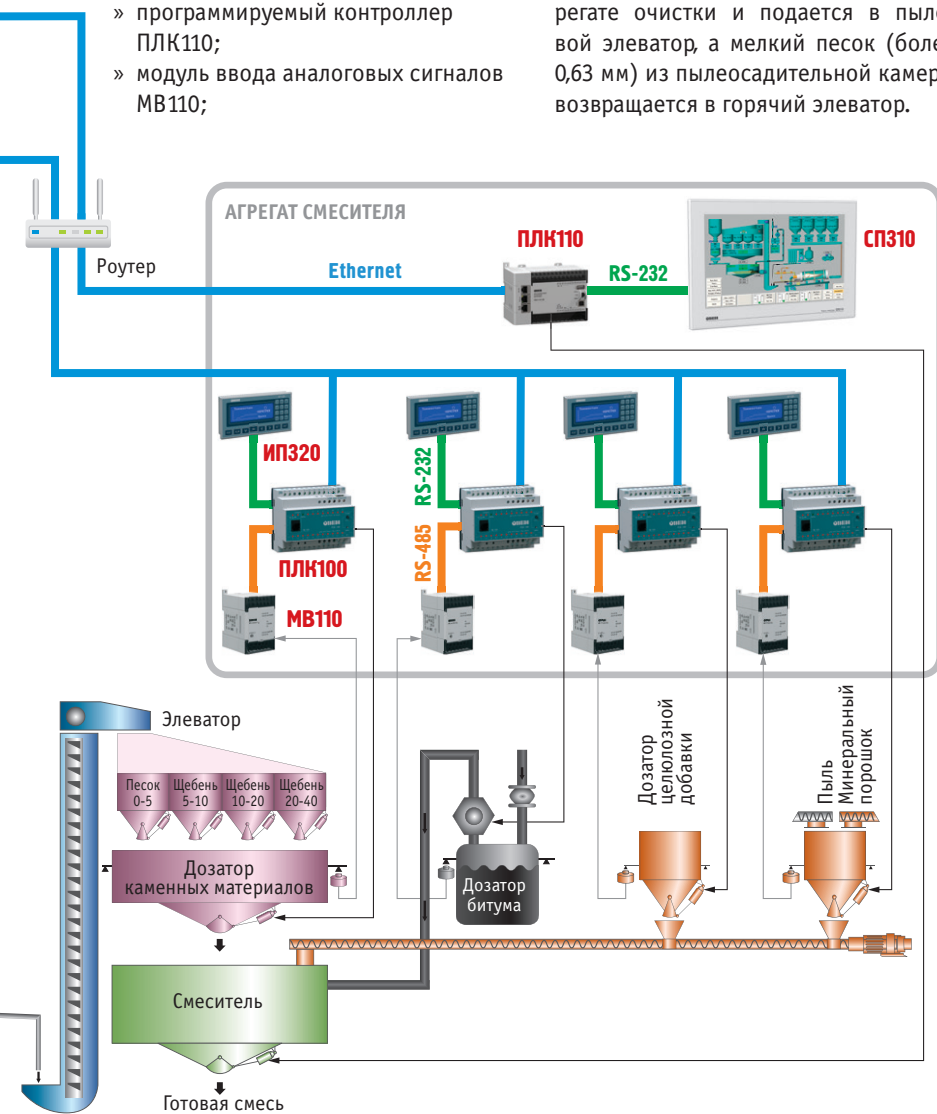 » программируемый контроллер
ПЛК110;
» модуль ввода аналоговых сигналов
МВ110;
регате очистки и подается в пыле
вой элеватор, а мелкий песок (боле
0,63 мм) из пылеосадительной камер
возвращается в горячий элеватор.
АГРЕГАТ СМЕСИТЕЛЯ
Роутер
Ethernet
ПЛК110
RS-232
СП310
ИП320
RS-232
RS-485
ПЛК100
МВ110
Элеватор
Песок
0-5
Щебень
5-10
Щебень
10-20
Щебень
20-40
Дозатор
каменных материалов
Дозатор
битума
Дозатор
целюлозной
добавки
Пыль
Минеральный
порошок
Смеситель
Готовая смесь